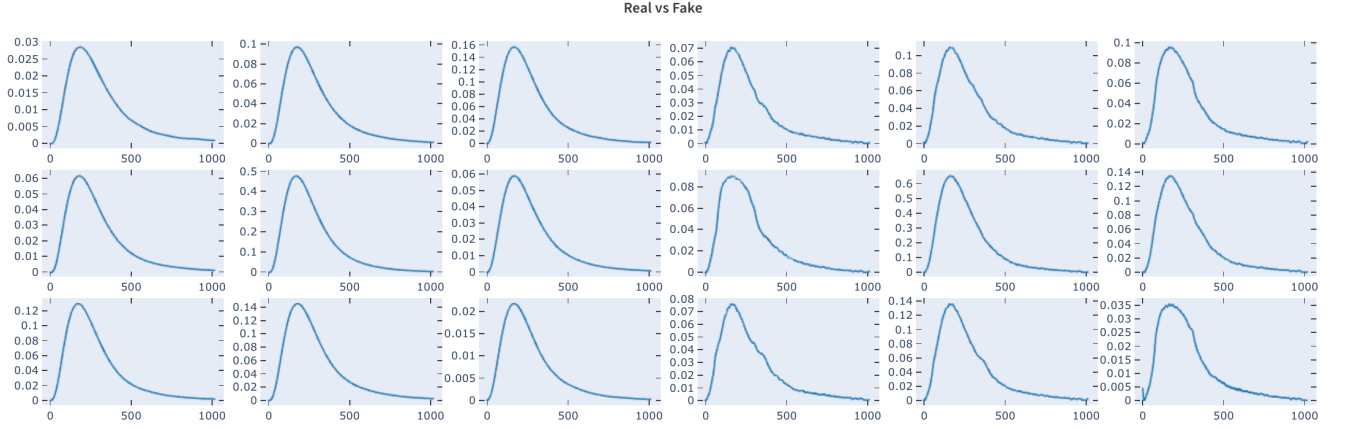 Real vs Fake
0.03 0.1 0.16 0.07 0.1 0.1
0.025 0.08 0.14 0.06 0.08 0.08
0.02 0.06 0.12 0.05 0.06 0.06
0.015 0.04 0.1 0.04 0.04 0.04
0.01 0.02 0.08 0.03 0.02 0.02
0.005 0 0.06 0.02 0
0 0.04 0.01
0.02 0
0
0 500 1000 0 500 1000 0 500 1000 0 500 1000 0 500 1000 0 500 1000
0.06 0.5 0.06 0.08 0.6 0.14
0.05 0.4 0.05 0.06 0.5 0.12
0.04 0.3 0.04 0.04 0.4 0.1
0.03 0.2 0.03 0.02 0.3 0.08
0.02 0.1 0.02 0 0.2 0.06
0.01 0 0.01 0.1 0.04
0 0 0 0.02
0
0 500 1000 0 500 1000 0 500 1000 0 500 1000 0 500 1000 0 500 1000
0.12 0.14 0.02 0.08 0.14 0.035
0.1 0.12 0.015 0.07 0.12 0.03
0.08 0.1 0.01 0.06 0.1 0.025
0.06 0.08 0.005 0.05 0.08 0.02
0.04 0.06 0 0.04 0.06 0.015
0.02 0.04 0.03 0.04 0.01
0 0.02 0.02 0.02 0.005
0 0.01 0 0
0
0 500 1000 0 500 1000 0 500 1000 0 500 1000 0 500 1000 0 500 1000